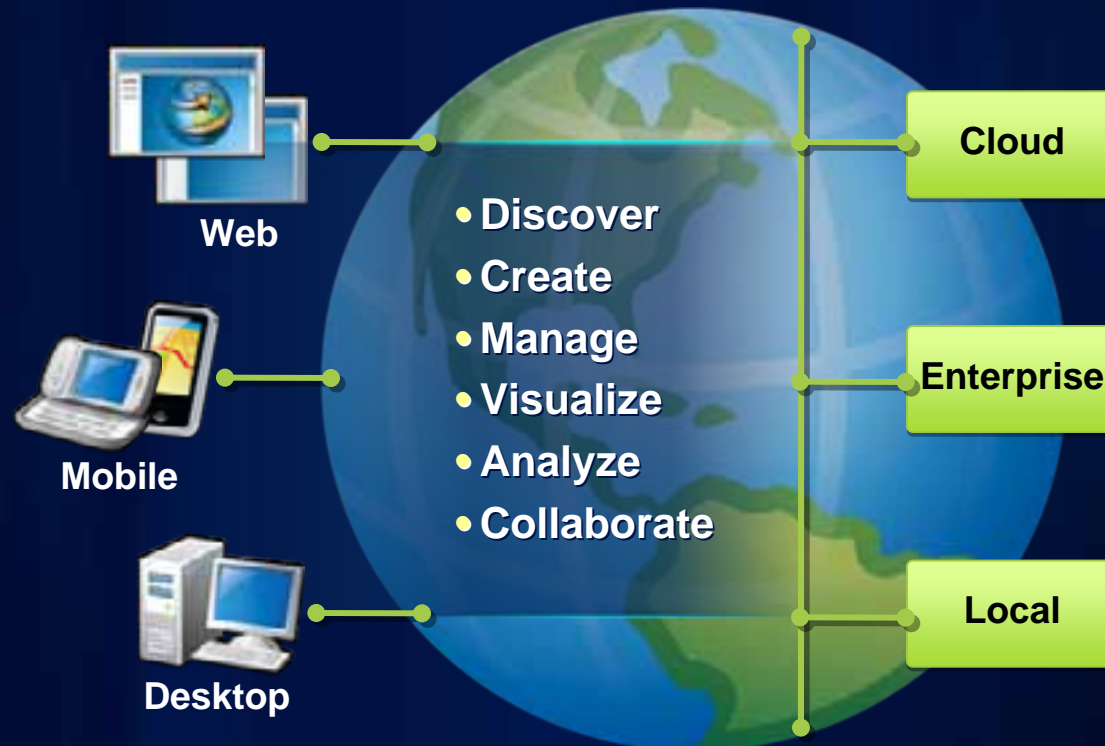 Web
Mobile
Desktop
• Discover
• Create
• Manage
• Visualize
• Analyze
• Collaborate
Cloud
Enterprise
Local